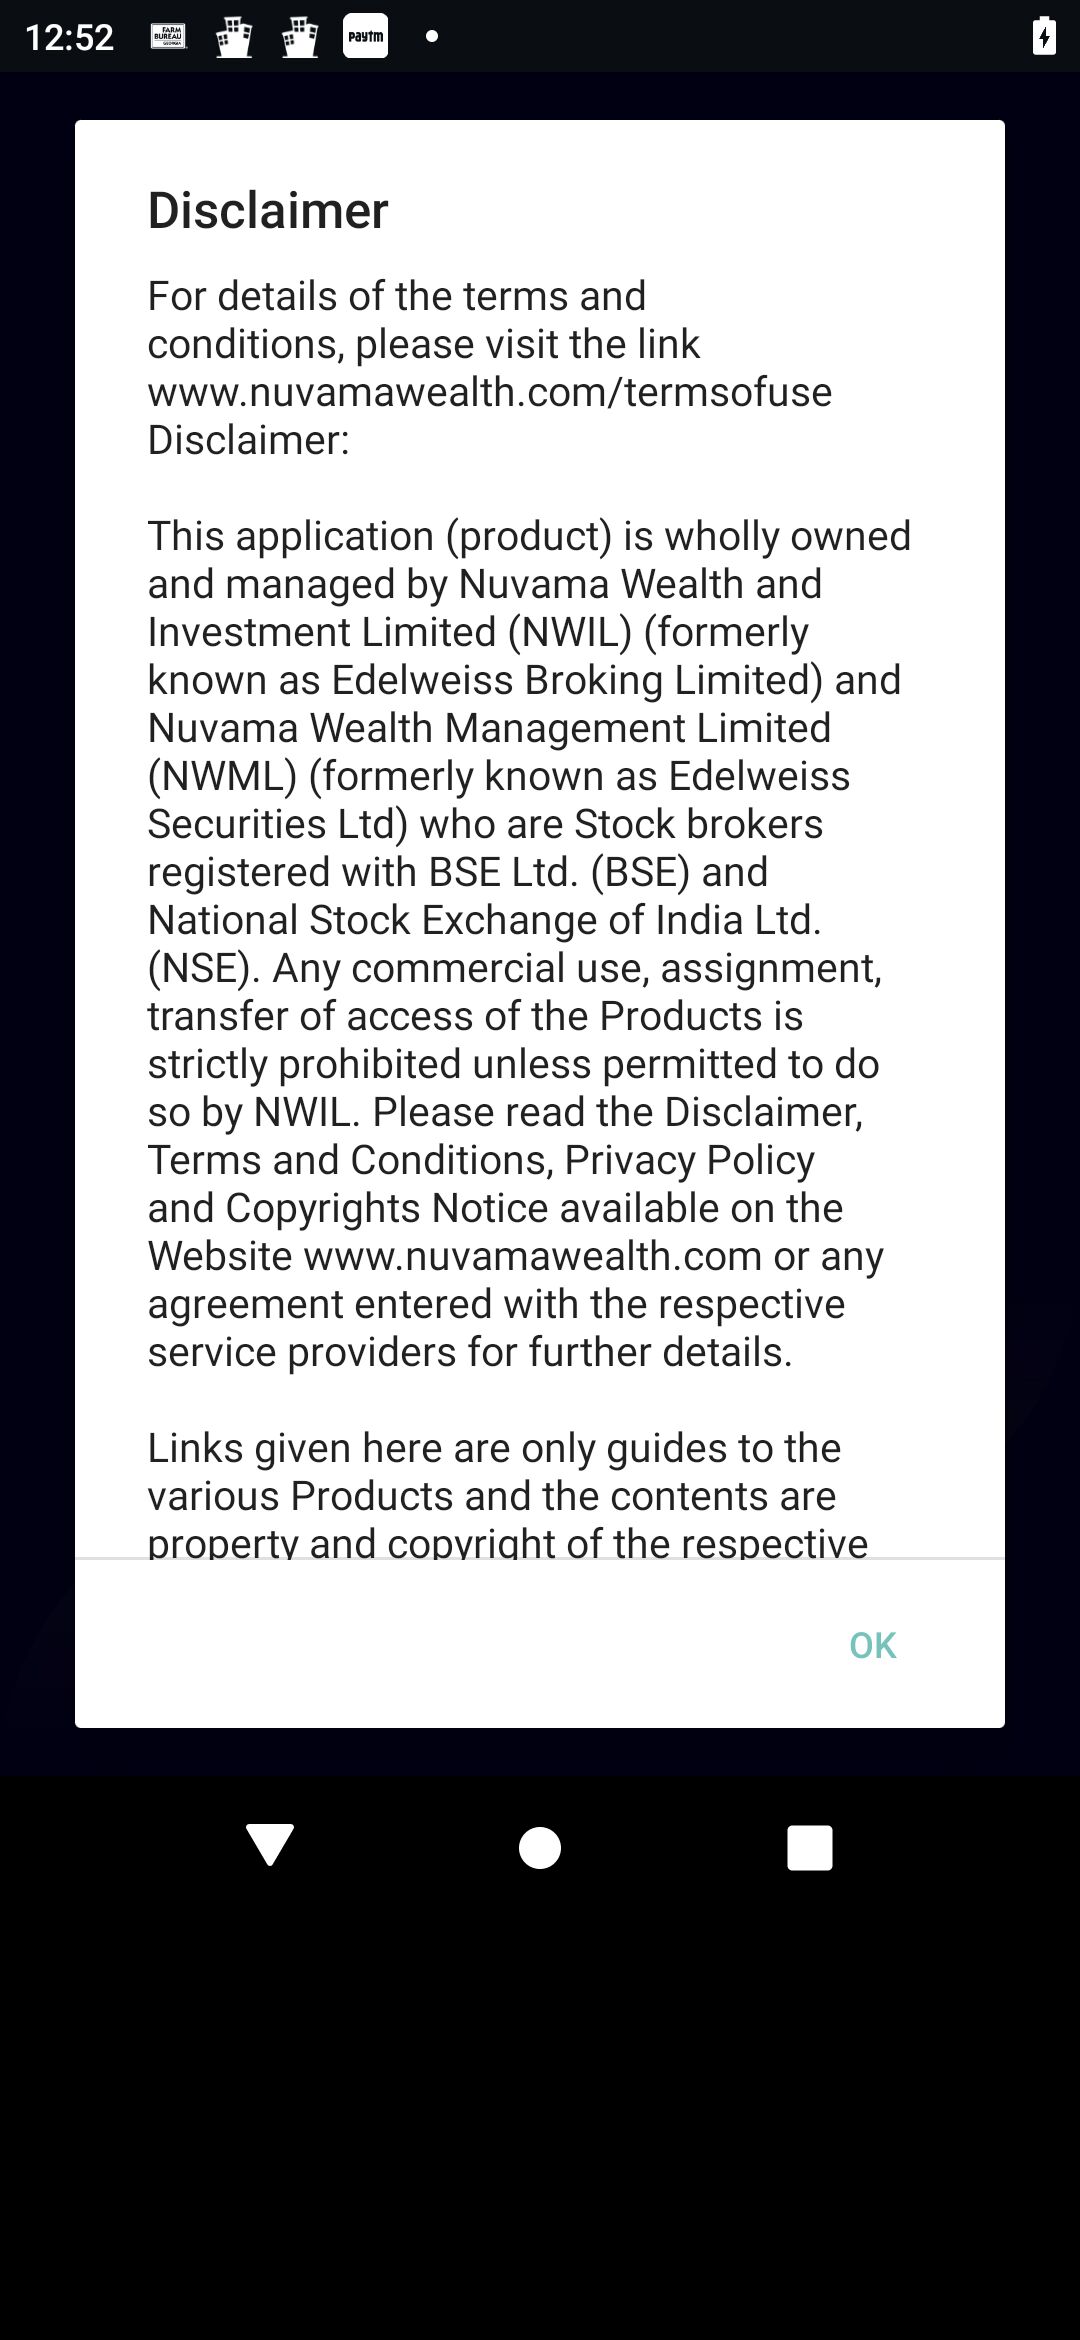 12:52
FARM
BUREAU
GEORGIA
paytm
Disclaimer
For details of the terms and
conditions, please visit the link
www.nuvamawealth.com/termsofuse
Disclaimer:
This application (product) is wholly owned
and managed by Nuvama Wealth and
Investment Limited (NWIL) (formerly
known as Edelweiss Broking Limited) and
Nuvama Wealth Management Limited
(NWML) (formerly known as Edelweiss
Securities Ltd) who are Stock brokers
registered with BSE Ltd. (BSE) and
National Stock Exchange of India Ltd.
(NSE). Any commercial use, assignment,
transfer of access of the Products is
strictly prohibited unless permitted to do
so by NWIL. Please read the Disclaimer,
Terms and Conditions, Privacy Policy
and Copyrights Notice available on the
Website www.nuvamawealth.com or any
agreement entered with the respective
service providers for further details.
Links given here are only guides to the
various Products and the contents are
property and copyright of the respective
OK